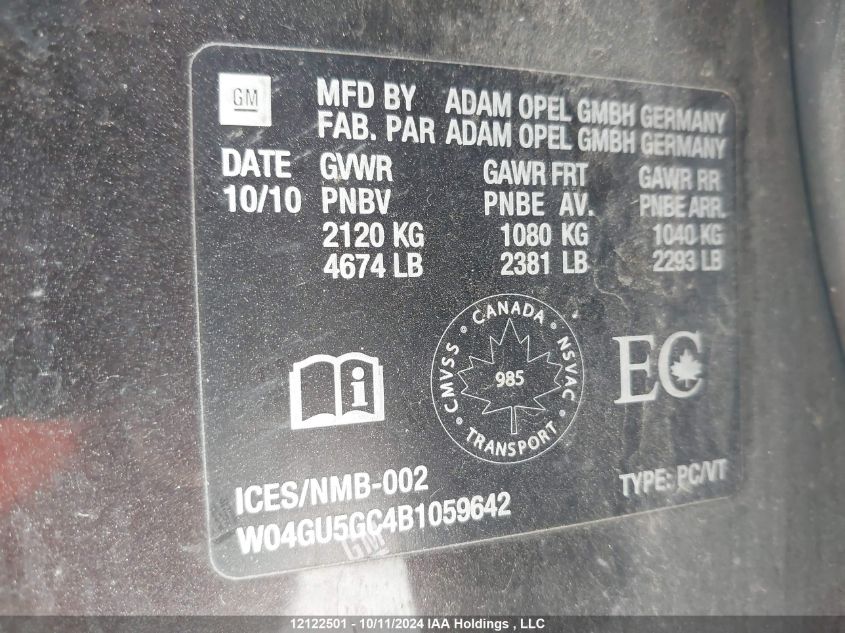 GM
MFD BY ADAM OPEL GMBH GERMANY
FAB. PAR ADAM OPEL GMBH GERMANY
DATE GVWR GAWR FRT GAWR RR
10/10 PNBV PNBE AV. PNBE ARR.
2120 KG 1080 KG 1040 KG
4674 LB 2381 LB 2293 LB
CANADA
CMVSS
NSVAC
985
TRANSPORT
EC
ICES/NMB-002
TYPE: PC/VT
W04GU5GC4B1059642
GM
12122501 - 10/11/2024 IAA Holdings , LLC